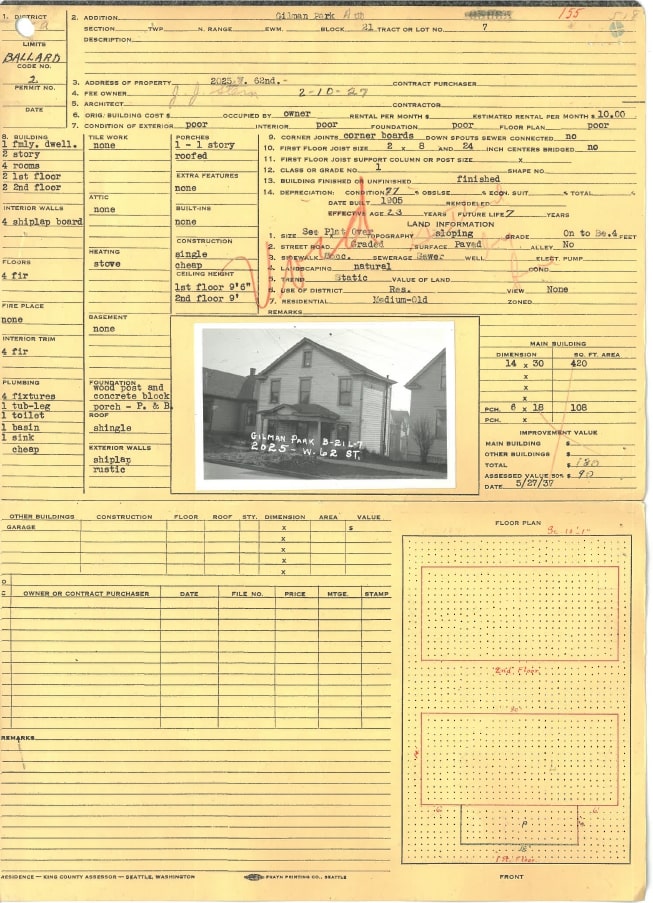 1. DISTRICT
2. ADDITION Gilman Park Add 155
SECTION TWP. N. RANGE EWM. BLOCK 21 TRACT OR LOT NO. 7
LIMITS
DESCRIPTION
BALLARD
CODE NO.
2
PERMIT NO.
DATE
3. ADDRESS OF PROPERTY 2025 W. 62nd. CONTRACT PURCHASER
4. FEE OWNER J. J. Stern 2-10-27
5. ARCHITECT CONTRACTOR
6. ORIG. BUILDING COST $ OCCUPIED BY owner RENTAL PER MONTH $ ESTIMATED RENTAL PER MONTH $ 10.00
7. CONDITION OF EXTERIOR poor INTERIOR poor FOUNDATION poor FLOOR PLAN poor
8. BUILDING
1 fmly. dwell.
2 story
4 rooms
2 1st floor
2 2nd floor
INTERIOR WALLS
4 shiplap board
FLOORS
4 fir
FIRE PLACE
none
INTERIOR TRIM
4 fir
PLUMBING
4 fixtures
1 tub-leg
1 toilet
1 basin
1 sink
cheap
TILE WORK
none
ATTIC
none
HEATING
stove
BASEMENT
none
FOUNDATION
wood post and
concrete block
porch - P. & B.
ROOF
shingle
EXTERIOR WALLS
shiplap
rustic
PORCHES
1 - 1 story
roofed
EXTRA FEATURES
none
BUILT-INS
none
CONSTRUCTION
single
cheap
CEILING HEIGHT
1st floor 9'6"
2nd floor 9'
9. CORNER JOINTS corner boards DOWN SPOUTS SEWER CONNECTED no
10. FIRST FLOOR JOIST SIZE 2 X 8 AND 24 INCH CENTERS BRIDGED no
11. FIRST FLOOR JOIST SUPPORT COLUMN OR POST SIZE X
12. CLASS OR GRADE NO. 1 SHAPE NO.
13. BUILDING FINISHED OR UNFINISHED finished
14. DEPRECIATION: CONDITION 77 % OBSLSE. % ECON. SUIT % TOTAL %
DATE BUILT 1905 REMODELED
EFFECTIVE AGE 23 YEARS FUTURE LIFE 7 YEARS
LAND INFORMATION
1. SIZE See Plat Over TOPOGRAPHY sloping GRADE On to Be.4 FEET
2. STREET ROAD Graded SURFACE Paved ALLEY No
3. SIDEWALK Conc. SEWERAGE Sewer WELL ELECT. PUMP
4. LANDSCAPING natural COND.
5. TREND Static VALUE OF LAND
6. USE OF DISTRICT Res. VIEW None
7. RESIDENTIAL Medium-Old ZONED
REMARKS
Void
GILMAN PARK B-21 L-7
2025 - W. 62 ST.
MAIN BUILDING
DIMENSION SQ. FT. AREA
14 X 30 420
X
X
X
PCH. 6 X 18 108
PCH. X
IMPROVEMENT VALUE
MAIN BUILDING $
OTHER BUILDINGS $
TOTAL $ 180
ASSESSED VALUE 50% $ 90
DATE 5/27/37
OTHER BUILDINGS CONSTRUCTION FLOOR ROOF STY. DIMENSION AREA VALUE
GARAGE X $
X
X
X
X
OWNER OR CONTRACT PURCHASER DATE FILE NO. PRICE MTGE. STAMP
REMARKS
FLOOR PLAN
2nd Floor
30'
6'
6'
P
18'
1st Floor
FRONT
RESIDENCE — KING COUNTY ASSESSOR — SEATTLE, WASHINGTON
PRATH PRINTING CO., SEATTLE